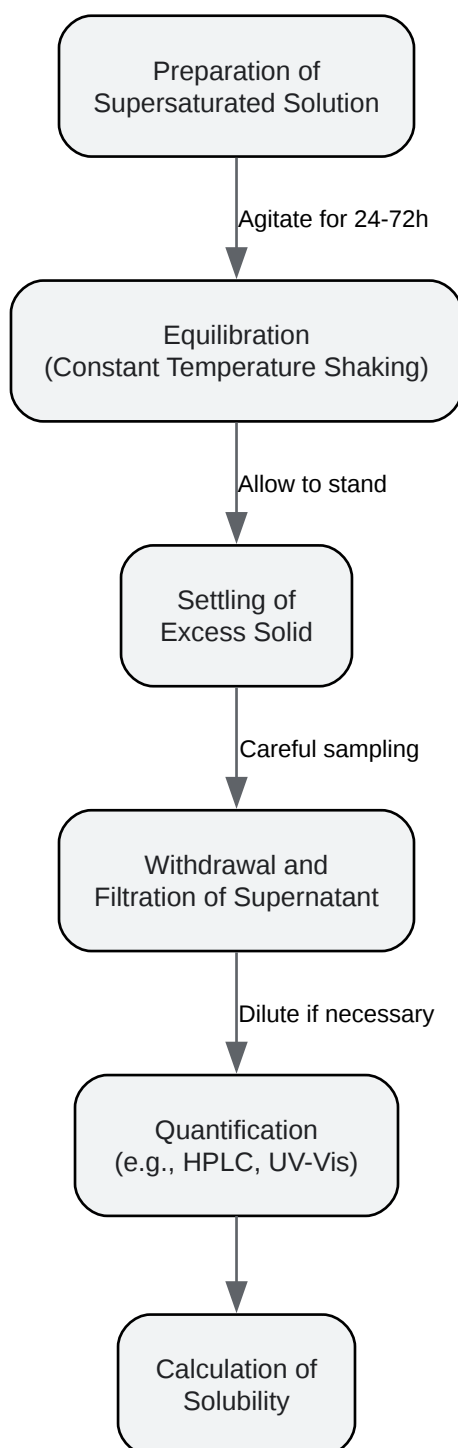 Preparation of
Supersaturated Solution
Agitate for 24-72h
Equilibration
(Constant Temperature Shaking)
Allow to stand
Settling of
Excess Solid
Careful sampling
Withdrawal and
Filtration of Supernatant
Dilute if necessary
Quantification
(e.g., HPLC, UV-Vis)
Calculation of
Solubility